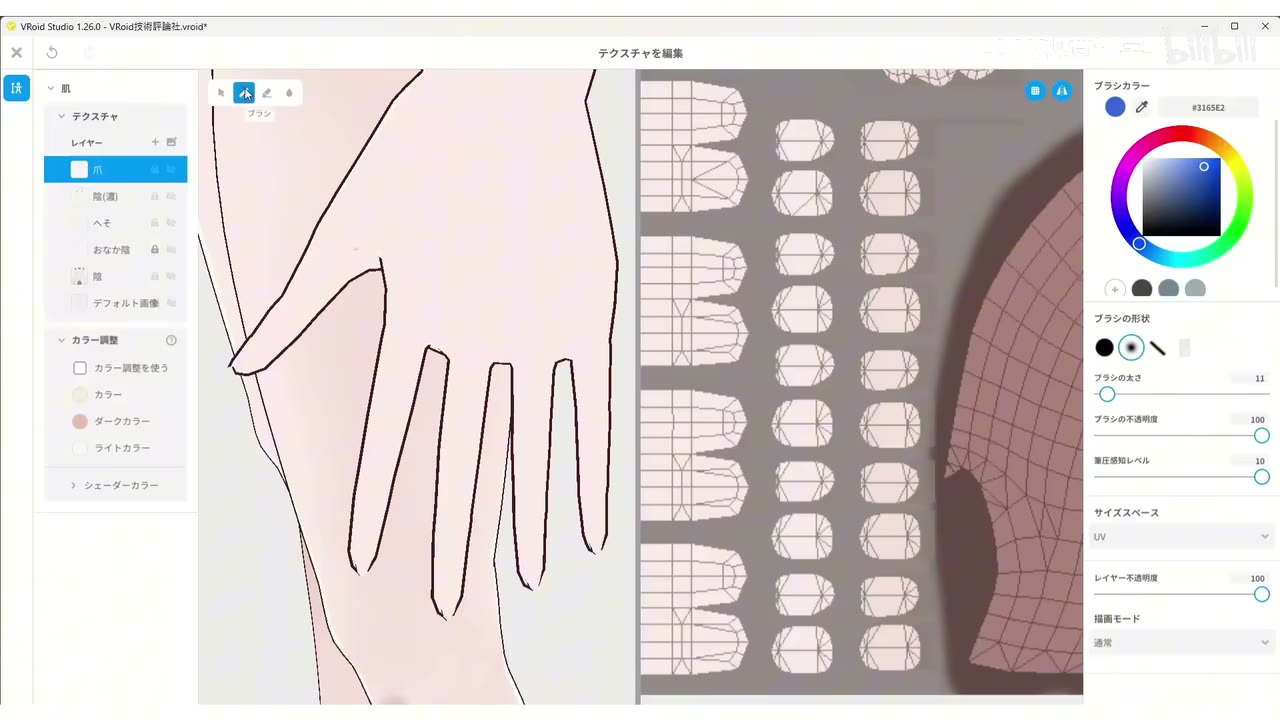 VRoid Studio 1.26.0 - VRoid技術評論社.vroid*
テクスチャを編集
bilibili
肌
テクスチャ
レイヤー
爪
陰(濃)
へそ
おなか陰
陰
デフォルト画像
カラー調整
カラー調整を使う
カラー
ダークカラー
ライトカラー
シェーダーカラー
ブラシ
ブラシカラー
#3165E2
ブラシの形状
ブラシの太さ 11
ブラシの不透明度 100
筆圧感知レベル 10
サイズスペース
UV
レイヤー不透明度 100
描画モード
通常